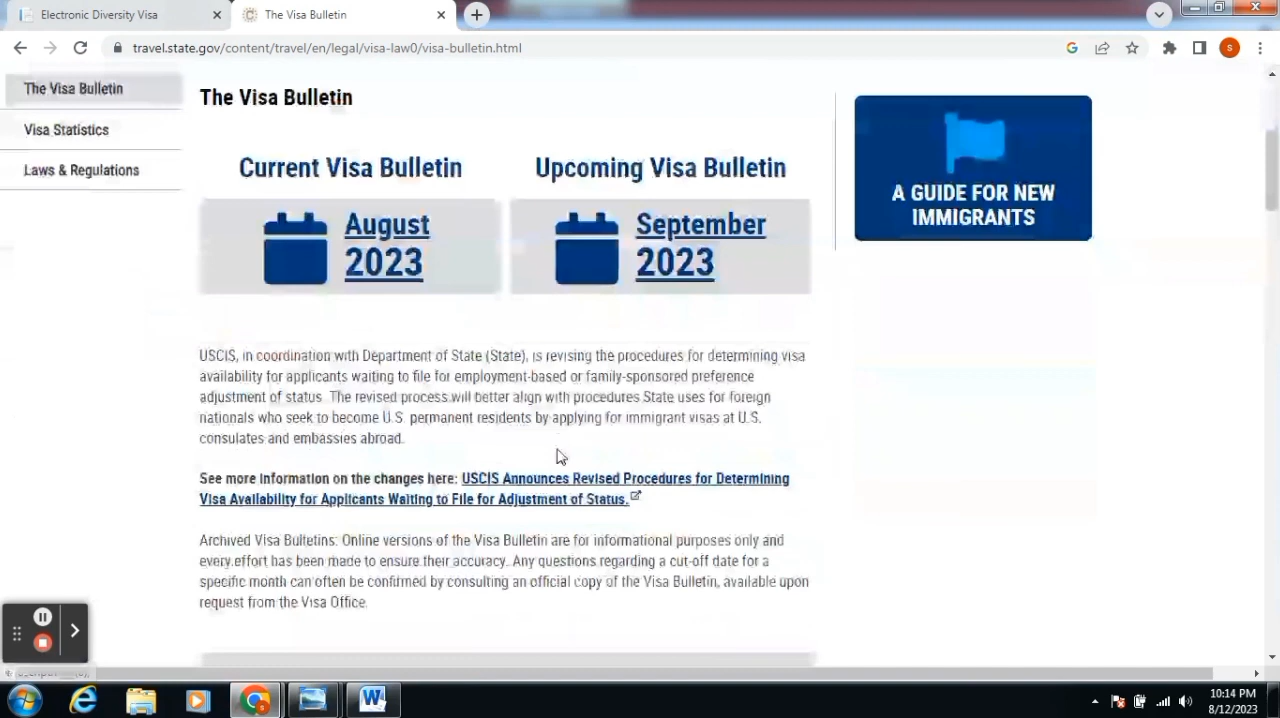 Electronic Diversity Visa
The Visa Bulletin
travel.state.gov/content/travel/en/legal/visa-law0/visa-bulletin.html
The Visa Bulletin
Visa Statistics
Laws & Regulations
The Visa Bulletin
Current Visa Bulletin
Upcoming Visa Bulletin
August
2023
September
2023
A GUIDE FOR NEW
IMMIGRANTS
USCIS, in coordination with Department of State (State), is revising the procedures for determining visa
availability for applicants waiting to file for employment-based or family-sponsored preference
adjustment of status. The revised process will better align with procedures State uses for foreign
nationals who seek to become U.S. permanent residents by applying for immigrant visas at U.S.
consulates and embassies abroad.
See more information on the changes here: USCIS Announces Revised Procedures for Determining
Visa Availability for Applicants Waiting to File for Adjustment of Status.
Archived Visa Bulletins: Online versions of the Visa Bulletin are for informational purposes only and
every effort has been made to ensure their accuracy. Any questions regarding a cut-off date for a
specific month can often be confirmed by consulting an official copy of the Visa Bulletin, available upon
request from the Visa Office.
10:14 PM
8/12/2023